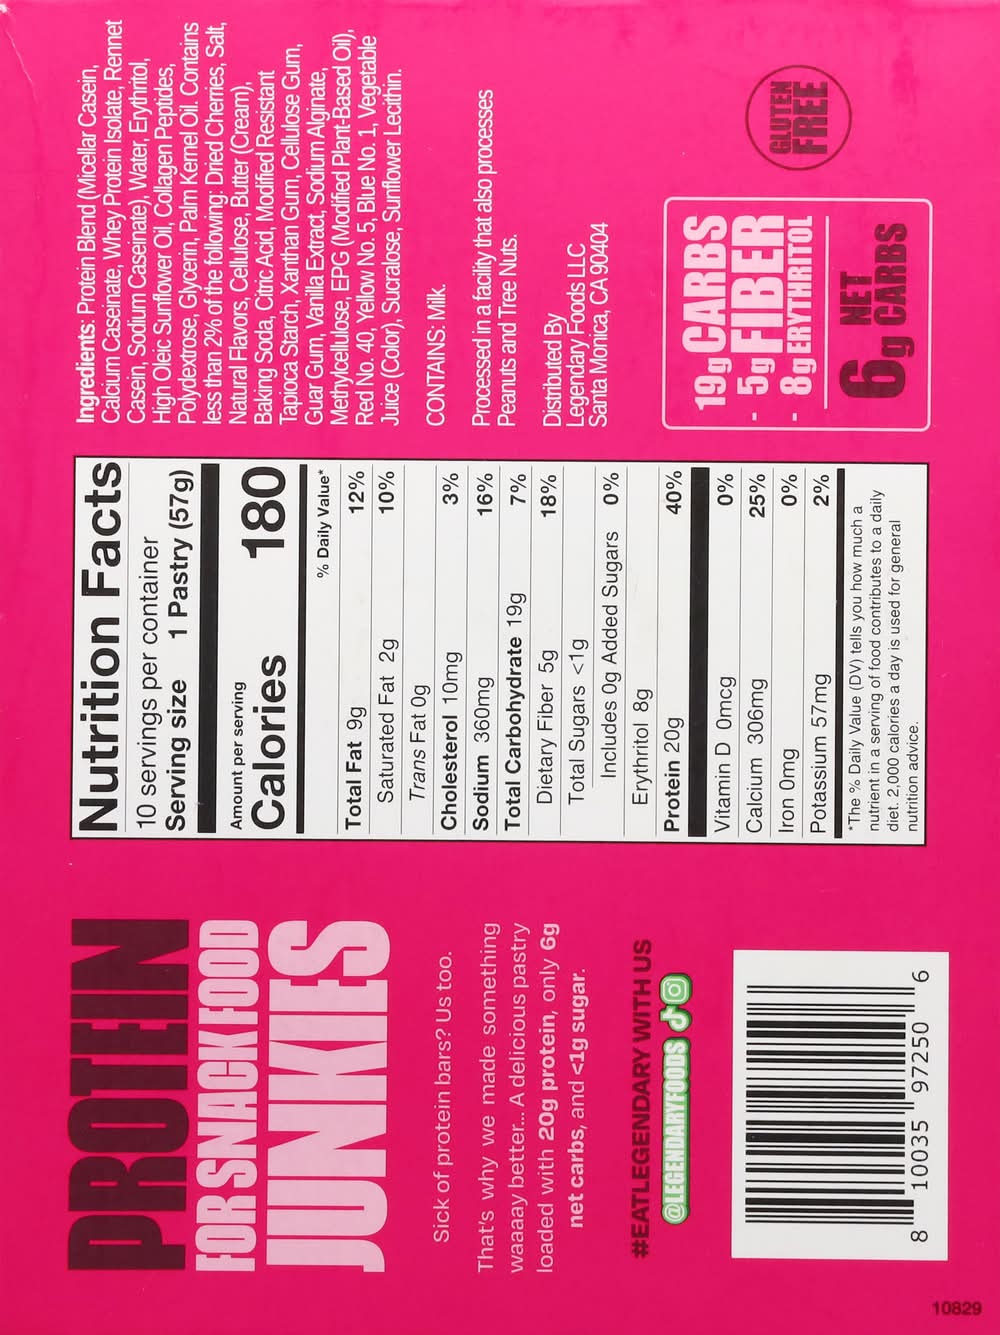 PROTEIN
FOR SNACK FOOD
JUNKIES
Sick of protein bars? Us too.
That's why we made something
waaaay better... A delicious pastry
loaded with 20g protein, only 6g
net carbs, and <1g sugar.
#EATLEGENDARY WITH US
@LEGENDARYFOODS
8 10035 97250 6
10829
Nutrition Facts
10 servings per container
Serving size 1 Pastry (57g)
Amount per serving
Calories 180
% Daily Value*
Total Fat 9g 12%
Saturated Fat 2g 10%
Trans Fat 0g
Cholesterol 10mg 3%
Sodium 360mg 16%
Total Carbohydrate 19g 7%
Dietary Fiber 5g 18%
Total Sugars <1g
Includes 0g Added Sugars 0%
Erythritol 8g
Protein 20g 40%
Vitamin D 0mcg 0%
Calcium 306mg 25%
Iron 0mg 0%
Potassium 57mg 2%
*The % Daily Value (DV) tells you how much a
nutrient in a serving of food contributes to a daily
diet. 2,000 calories a day is used for general
nutrition advice.
Ingredients: Protein Blend (Micellar Casein,
Calcium Caseinate, Whey Protein Isolate, Rennet
Casein, Sodium Caseinate), Water, Erythritol,
High Oleic Sunflower Oil, Collagen Peptides,
Polydextrose, Glycerin, Palm Kernel Oil. Contains
less than 2% of the following: Dried Cherries, Salt,
Natural Flavors, Cellulose, Butter (Cream),
Baking Soda, Citric Acid, Modified Resistant
Tapioca Starch, Xanthan Gum, Cellulose Gum,
Guar Gum, Vanilla Extract, Sodium Alginate,
Methylcellulose, EPG (Modified Plant-Based Oil),
Red No. 40, Yellow No. 5, Blue No. 1, Vegetable
Juice (Color), Sucralose, Sunflower Lecithin.
CONTAINS: Milk.
Processed in a facility that also processes
Peanuts and Tree Nuts.
Distributed By
Legendary Foods LLC
Santa Monica, CA 90404
19g CARBS
- 5g FIBER
- 8g ERYTHRITOL
6g NET CARBS
GLUTEN
FREE